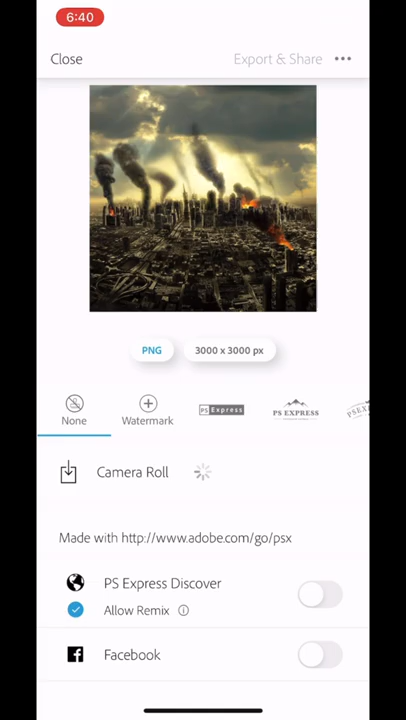 6:40
Close Export & Share
PNG 3000 x 3000 px
None Watermark PS Express PS EXPRESS
Camera Roll
Made with http://www.adobe.com/go/psx
PS Express Discover
Allow Remix
Facebook